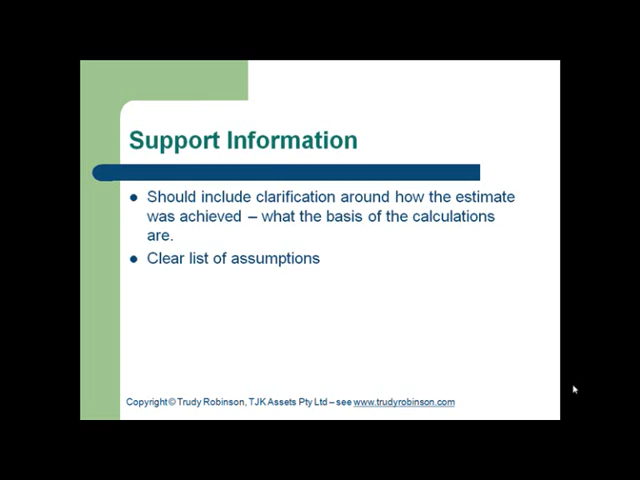 Support Information
Should include clarification around how the estimate
was achieved – what the basis of the calculations
are.
Clear list of assumptions
Copyright © Trudy Robinson, TJK Assets Pty Ltd – see www.trudyrobinson.com